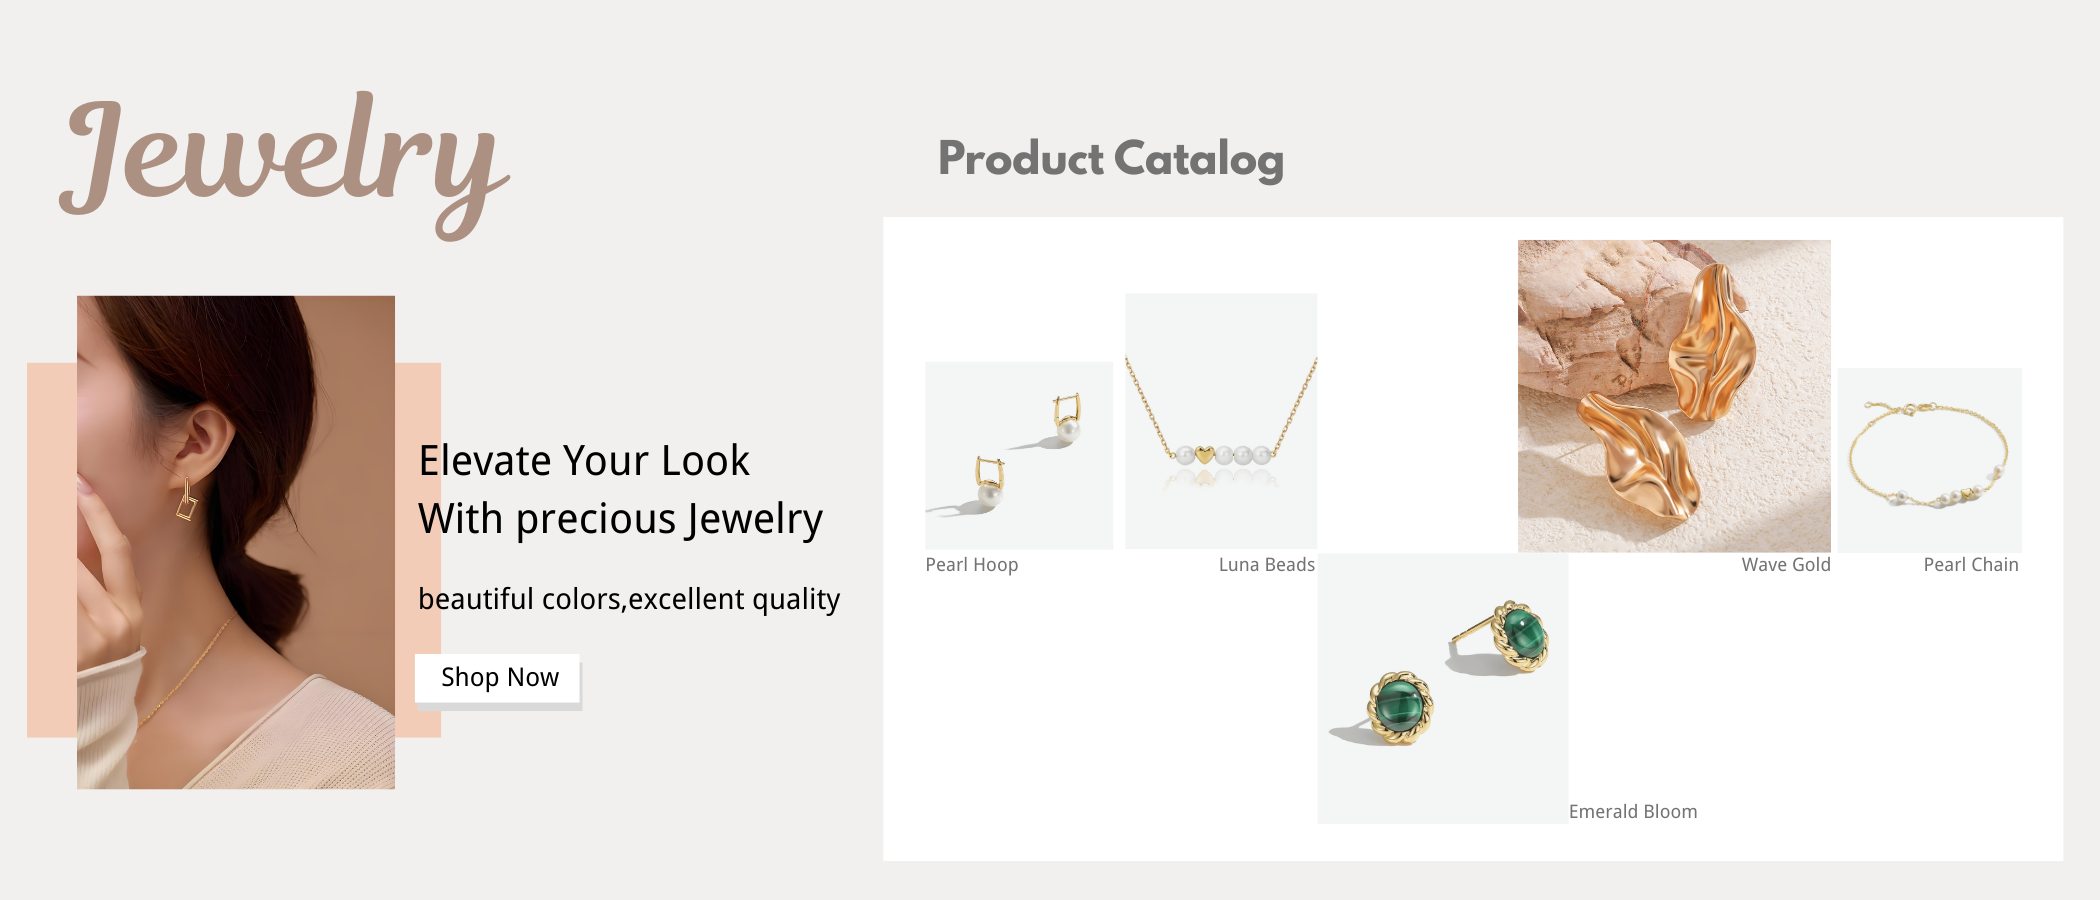 Jewelry
Elevate Your Look
With precious Jewelry
beautiful colors,excellent quality
Shop Now
Product Catalog
Pearl Hoop
Luna Beads
Wave Gold
Pearl Chain
Emerald Bloom